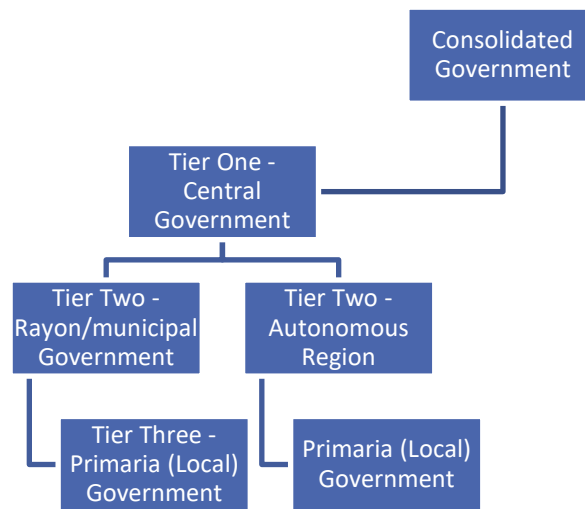 Consolidated
Government
Tier One -
Central
Government
Tier Two -
Rayon/municipal
Government
Tier Two -
Autonomous
Region
Tier Three -
Primaria (Local)
Government
Primaria (Local)
Government